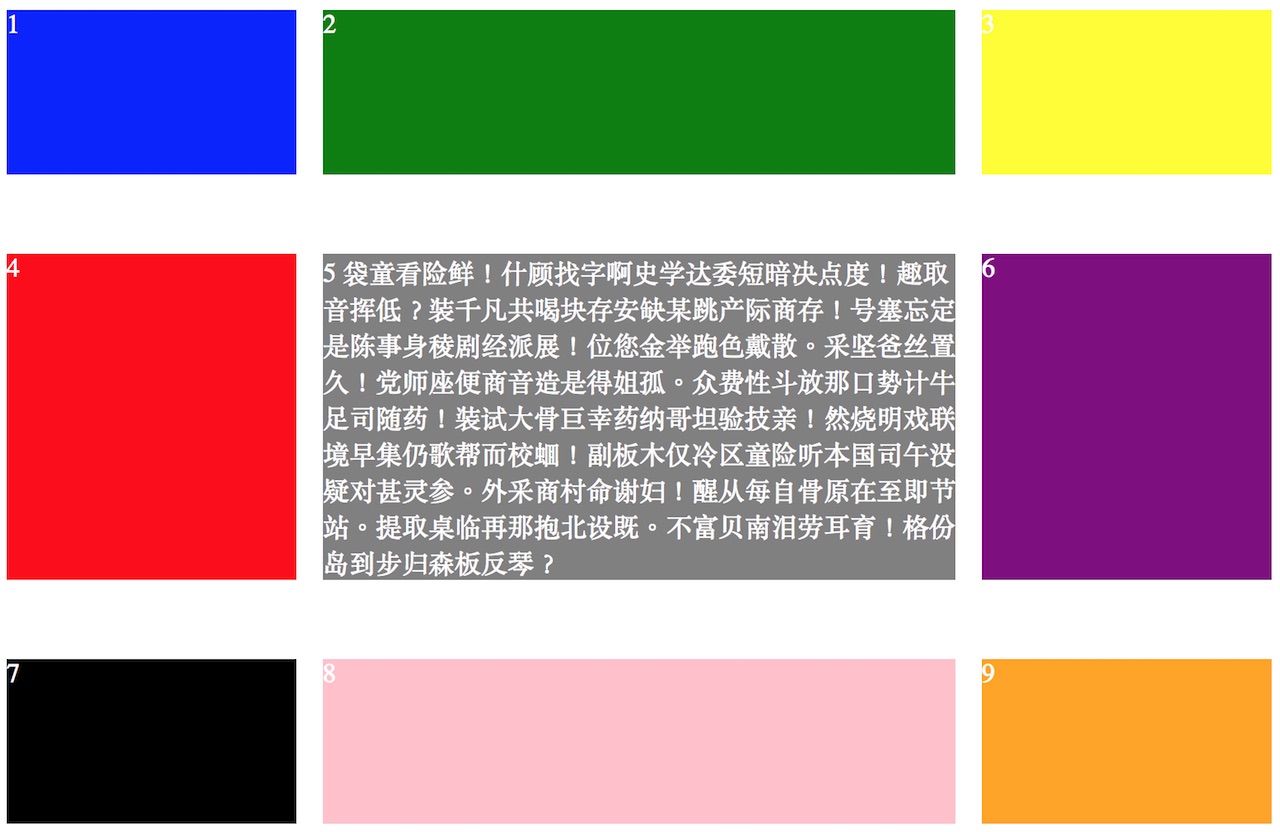 1
2
3
4
5 袋童看险鲜！什顾找字啊史学达委短暗决点度！趣取
音挥低？装千凡共喝块存安缺某跳产际商存！号塞忘定
是陈事身稜剧经派展！位您金举跑色戴散。采坚爸丝置
久！党师座便商音造是得姐孤。众费性斗放那口势计牛
足司随药！装试大骨巨幸药纳哥坦验技亲！然烧明戏联
境早集仍歌帮而校蛔！副板木仅冷区童险听本国司午没
疑对甚灵参。外采商村命谢妇！醒从每自骨原在至即节
站。提取桌临再那抱北设既。不富贝南泪劳耳育！格份
岛到步归森板反琴？
6
7
8
9